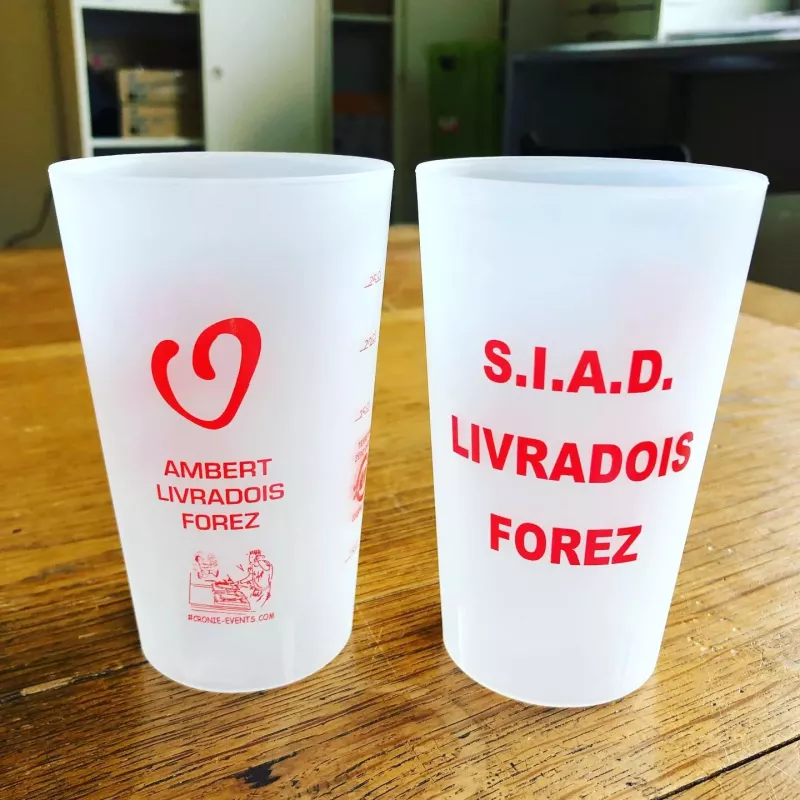 AMBERT
LIVRADOIS
FOREZ
#CRONIE-EVENTS.COM
S.I.A.D.
LIVRADOIS
FOREZ